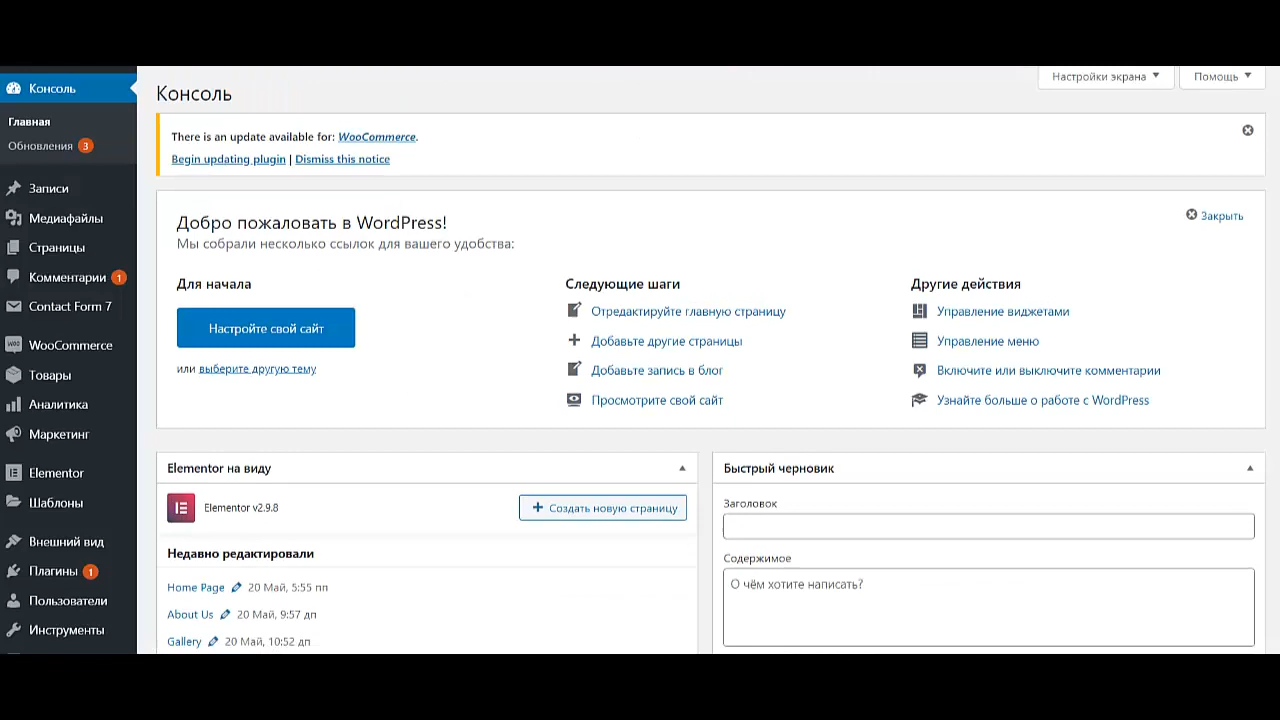 Консоль
Главная
Обновления 3
Записи
Медиафайлы
Страницы
Комментарии 1
Contact Form 7
WooCommerce
Товары
Аналитика
Маркетинг
Elementor
Шаблоны
Внешний вид
Плагины 1
Пользователи
Инструменты
Настройки экрана
Помощь
Консоль
There is an update available for: WooCommerce.
Begin updating plugin | Dismiss this notice
Добро пожаловать в WordPress!
Закрыть
Мы собрали несколько ссылок для вашего удобства:
Для начала
Настройте свой сайт
или выберите другую тему
Следующие шаги
Отредактируйте главную страницу
Добавьте другие страницы
Добавьте запись в блог
Просмотрите свой сайт
Другие действия
Управление виджетами
Управление меню
Включите или выключите комментарии
Узнайте больше о работе с WordPress
Elementor на виду
Elementor v2.9.8
Создать новую страницу
Недавно редактировали
Home Page 20 Май, 5:55 пп
About Us 20 Май, 9:57 дп
Gallery 20 Май, 10:52 дп
Быстрый черновик
Заголовок
Содержимое
О чём хотите написать?